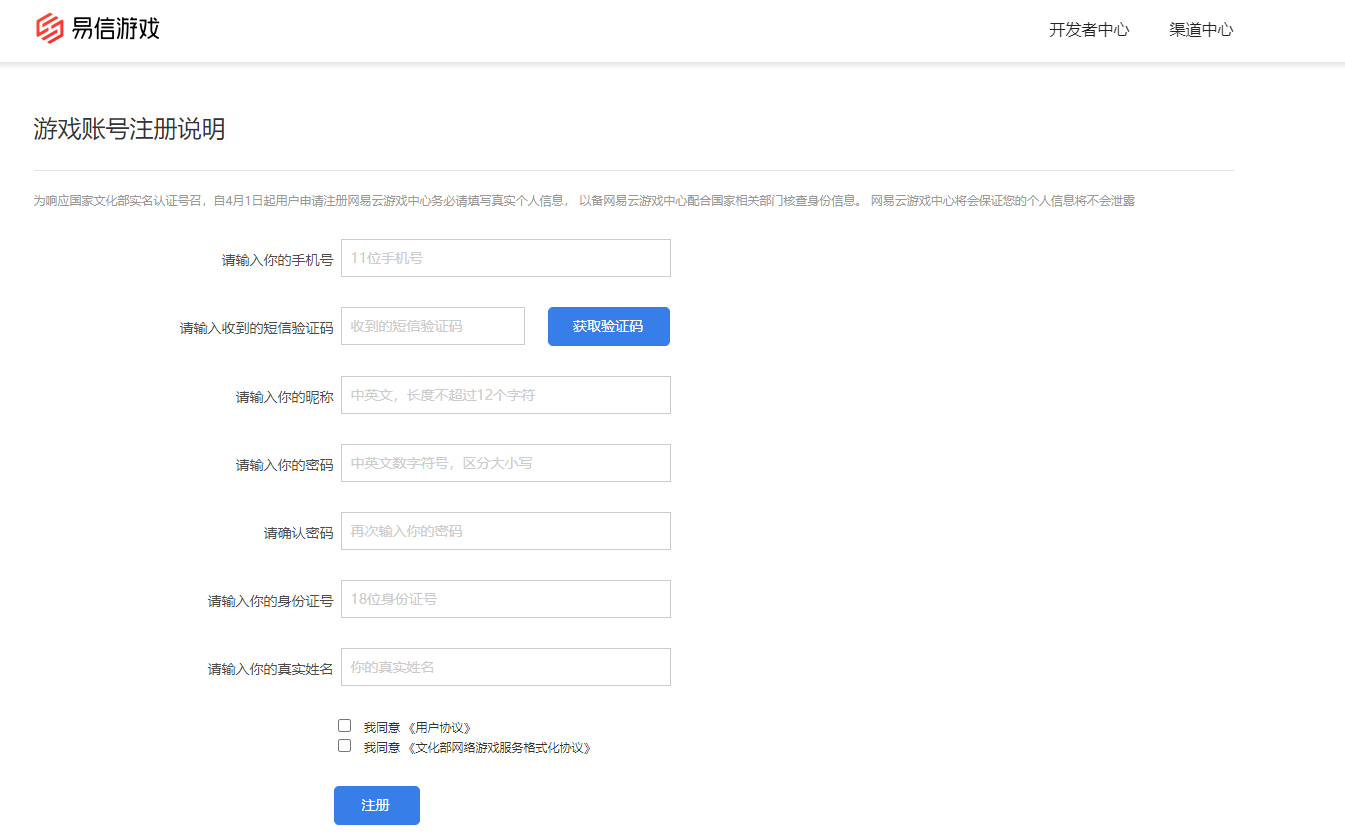 易信游戏
开发者中心 渠道中心
游戏账号注册说明
为响应国家文化部实名认证号召，自4月1日起用户申请注册网易云游戏中心务必请填写真实个人信息， 以备网易云游戏中心配合国家相关部门核查身份信息。 网易云游戏中心将会保证您的个人信息将不会泄露
请输入你的手机号 11位手机号
请输入收到的短信验证码 收到的短信验证码 获取验证码
请输入你的昵称 中英文，长度不超过12个字符
请输入你的密码 中英文数字符号，区分大小写
请确认密码 再次输入你的密码
请输入你的身份证号 18位身份证号
请输入你的真实姓名 你的真实姓名
我同意 《用户协议》
我同意 《文化部网络游戏服务格式化协议》
注册